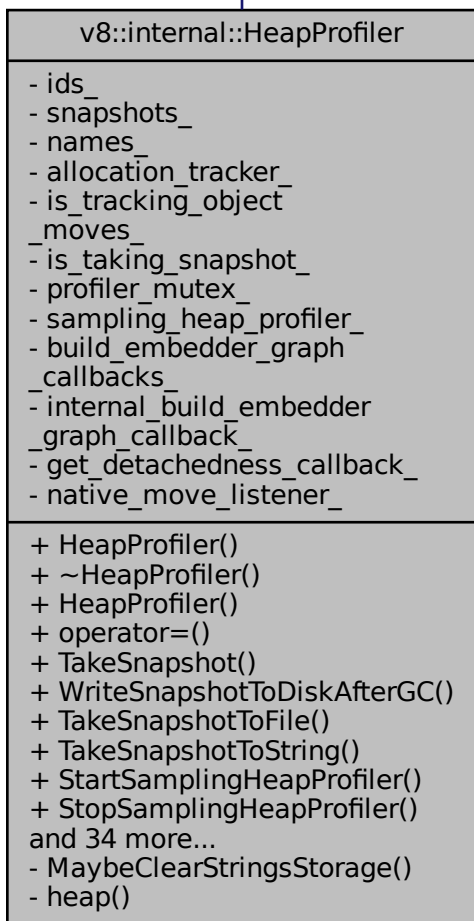 v8::internal::HeapProfiler
- ids_
- snapshots_
- names_
- allocation_tracker_
- is_tracking_object
_moves_
- is_taking_snapshot_
- profiler_mutex_
- sampling_heap_profiler_
- build_embedder_graph
_callbacks_
- internal_build_embedder
_graph_callback_
- get_detachedness_callback_
- native_move_listener_
+ HeapProfiler()
+ ~HeapProfiler()
+ HeapProfiler()
+ operator=()
+ TakeSnapshot()
+ WriteSnapshotToDiskAfterGC()
+ TakeSnapshotToFile()
+ TakeSnapshotToString()
+ StartSamplingHeapProfiler()
+ StopSamplingHeapProfiler()
and 34 more...
- MaybeClearStringsStorage()
- heap()